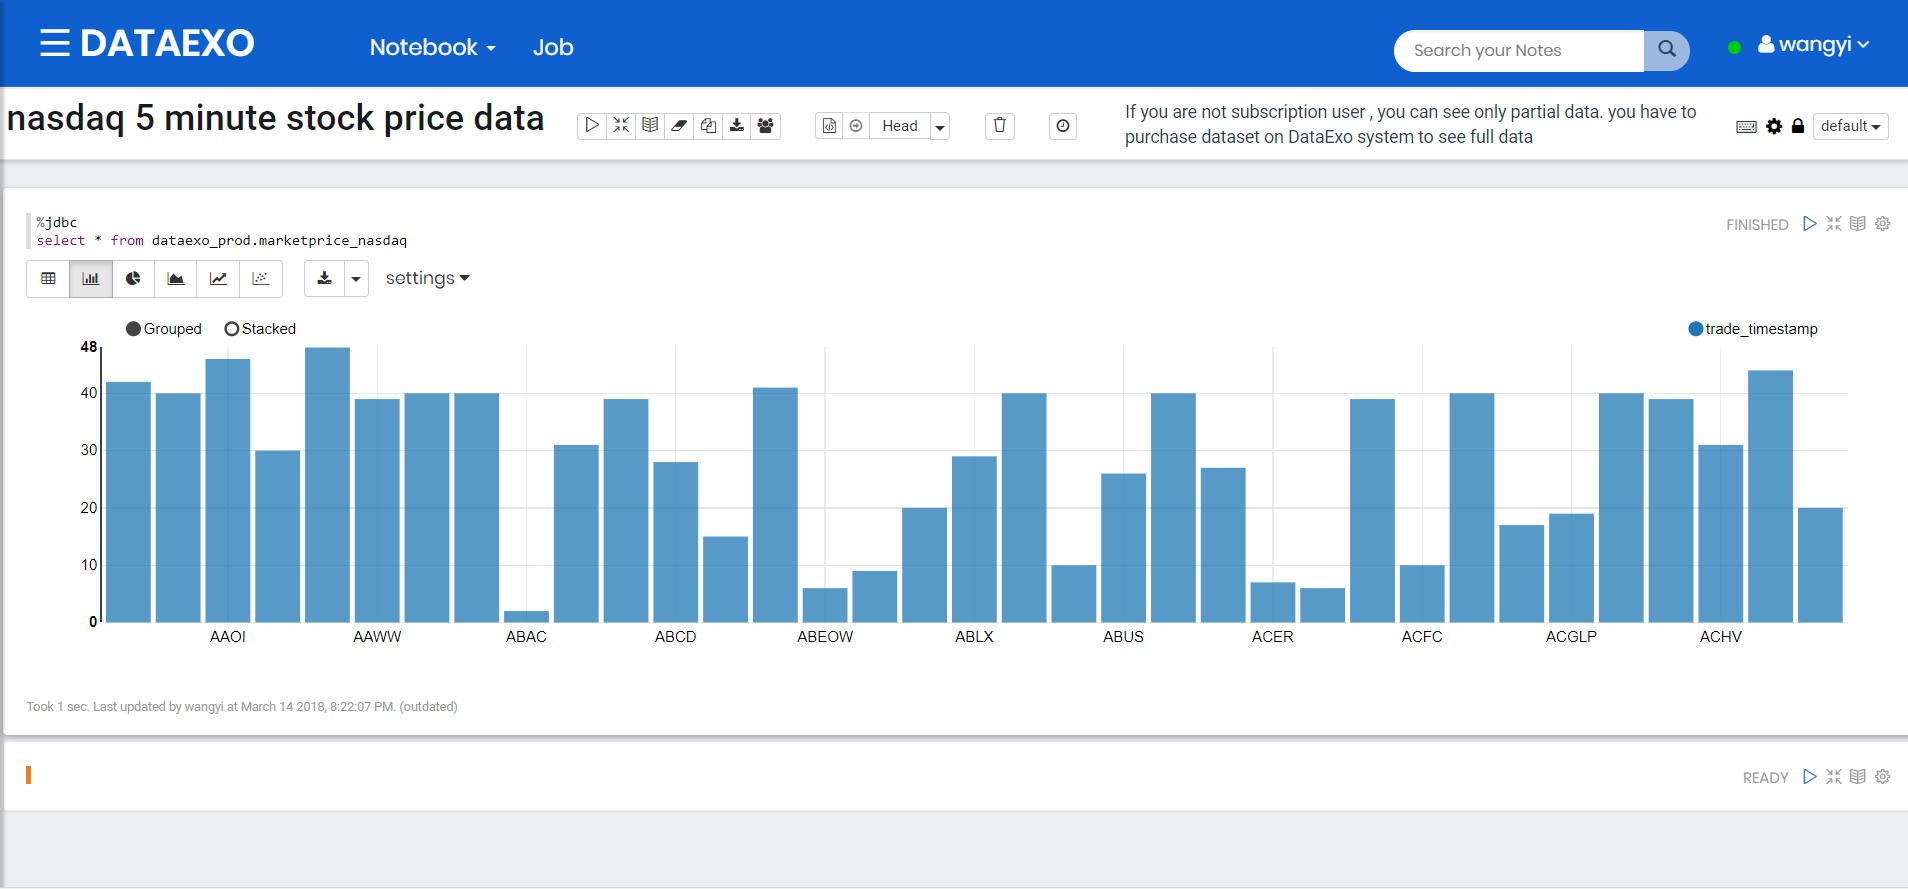 DATAEXO
Notebook
Job
Search your Notes
wangyi
nasdaq 5 minute stock price data
Head
If you are not subscription user , you can see only partial data. you have to
purchase dataset on DataExo system to see full data
default
%jdbc
select * from dataexo_prod.marketprice_nasdaq
FINISHED
settings
Grouped
Stacked
trade_timestamp
48
40
30
20
10
0
AAOI
AAWW
ABAC
ABCD
ABEOW
ABLX
ABUS
ACER
ACFC
ACGLP
ACHV
Took 1 sec. Last updated by wangyi at March 14 2018, 8:22:07 PM. (outdated)
READY